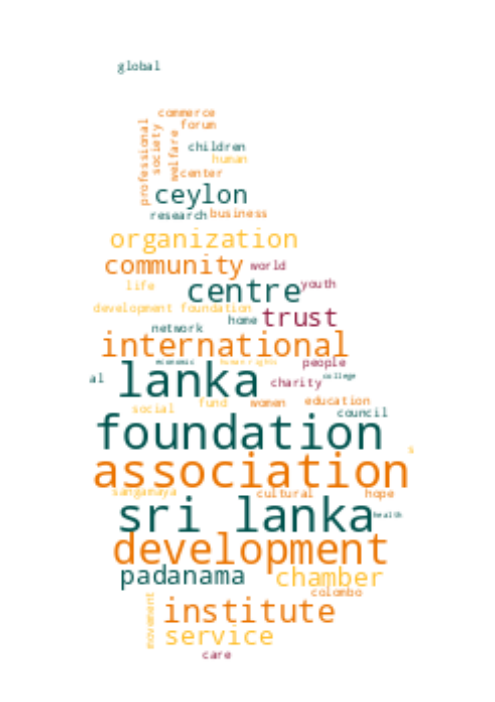 global
commerce
forum
professional
society
welfare
children
human
center
ceylon
research business
organization
community world
life
centre youth
development foundation
home trust
network
international
economic human rights people
al lanka charity college
social fund women education
council
foundation
s
association
sangamaya cultural hope
sri lanka health
development
padanama chamber
colombo
movement
institute
service
care